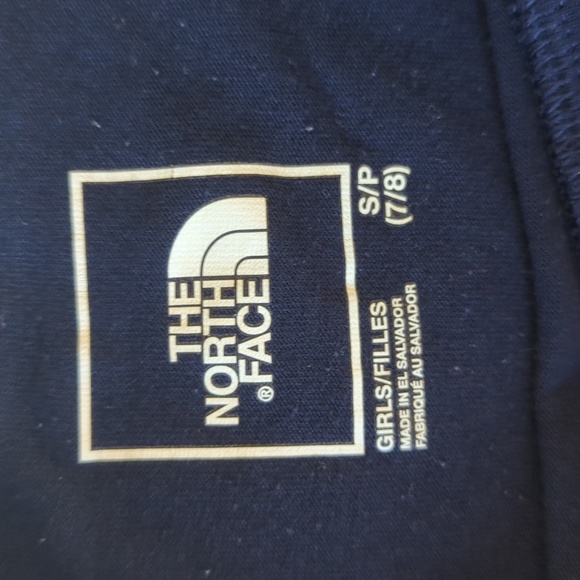 THE
NORTH
FACE®
S/P
(7/8)
GIRLS/FILLES
MADE IN EL SALVADOR
FABRIQUÉ AU SALVADOR